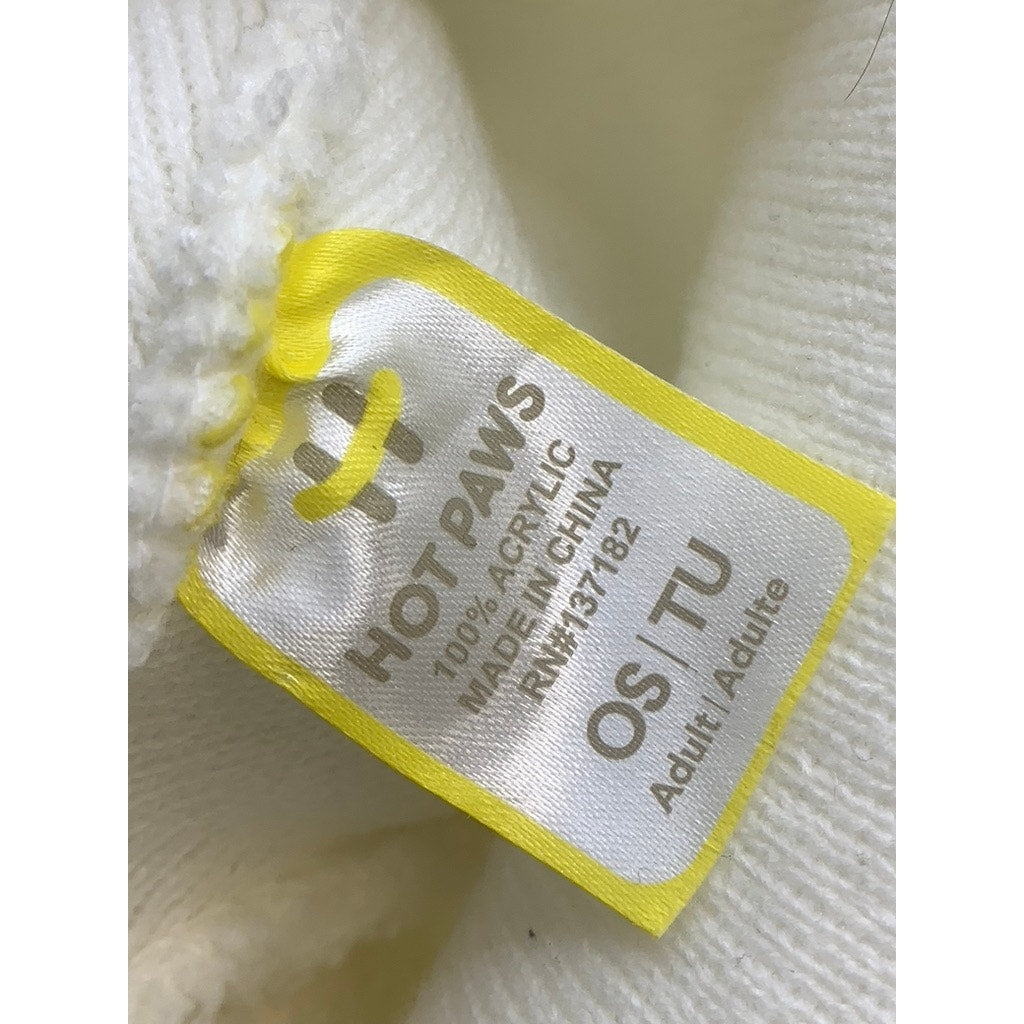 HOT PAWS
100% ACRYLIC
MADE IN CHINA
RN#137182
OS | TU
Adult | Adulte